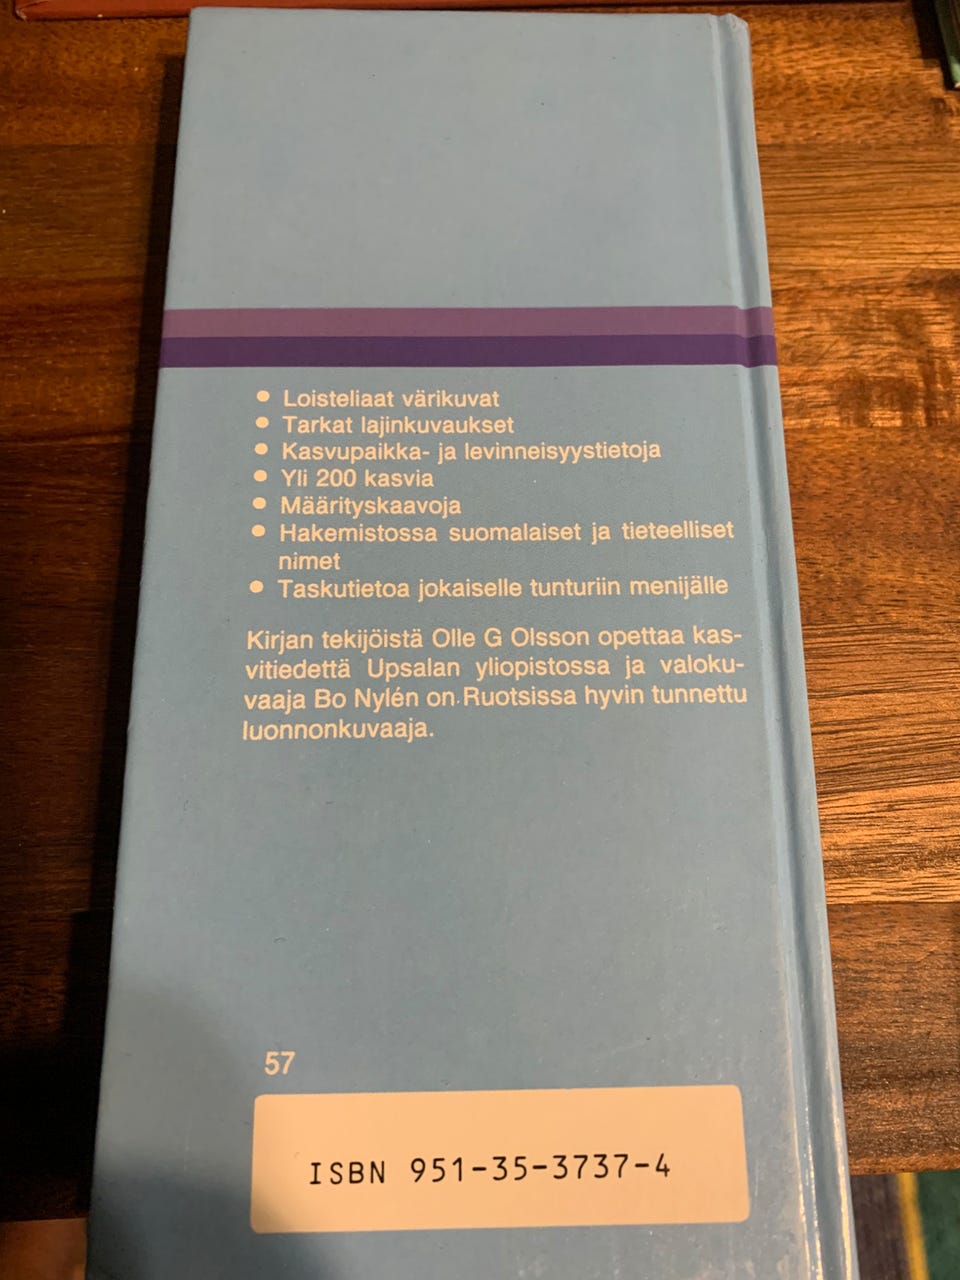 ● Loisteliaat värikuvat
● Tarkat lajinkuvaukset
● Kasvupaikka- ja levinneisyystietoja
● Yli 200 kasvia
● Määrityskaavoja
● Hakemistossa suomalaiset ja tieteelliset
nimet
● Taskutietoa jokaiselle tunturiin menijälle
Kirjan tekijöistä Olle G Olsson opettaa kas-
vitiedettä Upsalan yliopistossa ja valoku-
vaaja Bo Nylén on Ruotsissa hyvin tunnettu
luonnonkuvaaja.
57
ISBN 951-35-3737-4